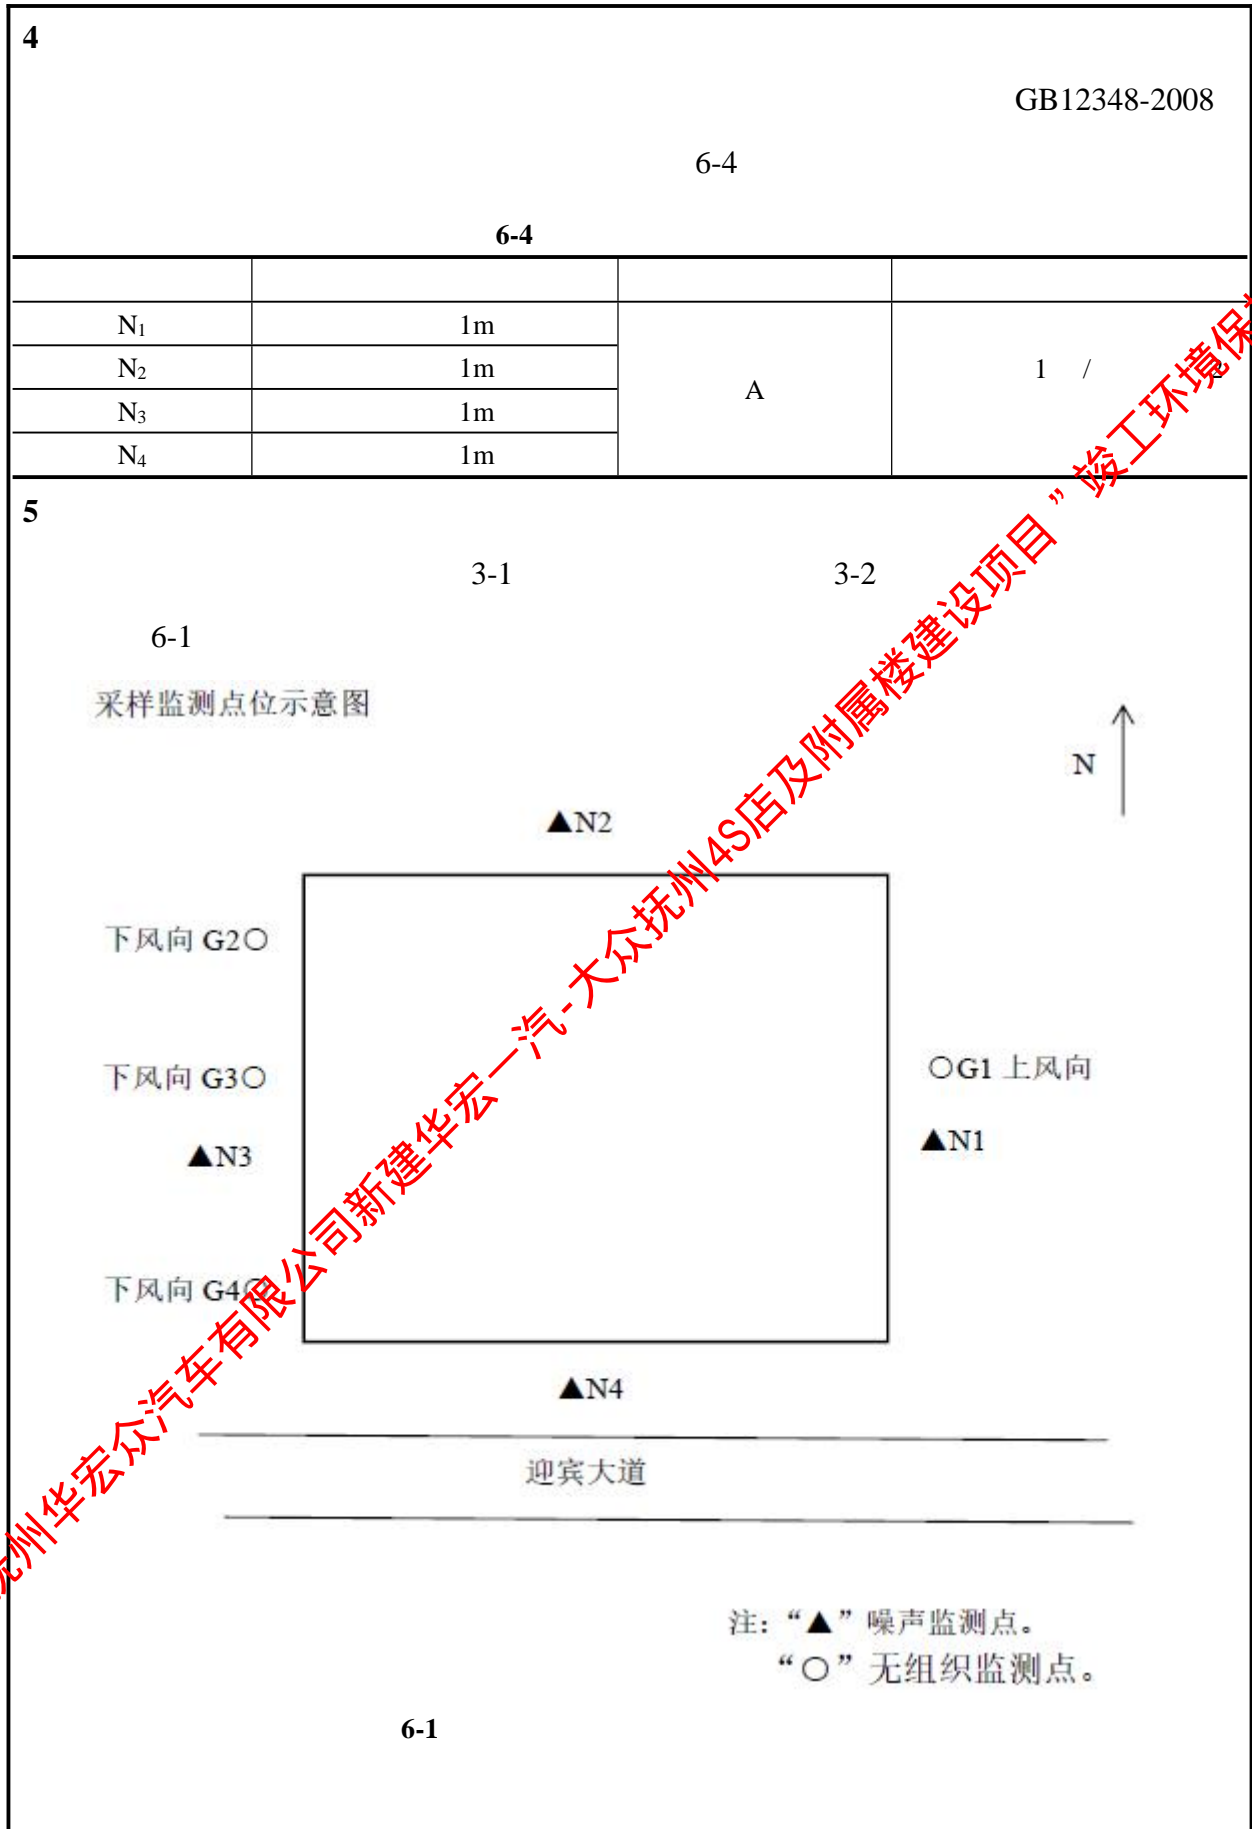 4
GB12348-2008
6-4
6-4
N1 1m
N2 1m
N3 1m
N4 1m
A
1 / 2
5
3-1 3-2
6-1
采样监测点位示意图
N
▲N2
下风向 G2○
下风向 G3○
○G1 上风向
▲N3
▲N1
下风向 G4○
▲N4
迎宾大道
注：“▲”噪声监测点。
“○”无组织监测点。
6-1
州华宏众汽车有限公司新建华宏一汽-大众抚州4S店及附属楼建设项目”竣工环境保